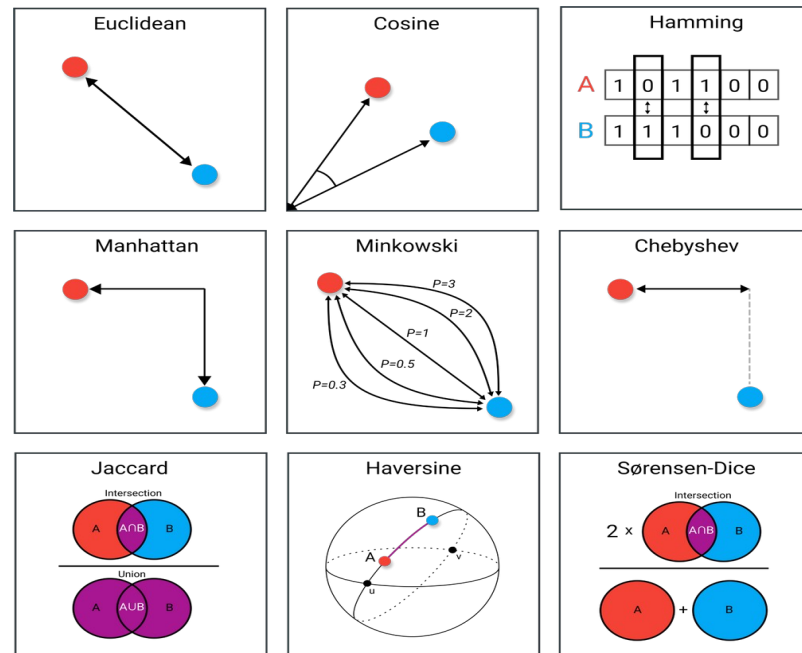 Euclidean
Cosine
Hamming
A 1 0 1 1 0 0
B 1 1 1 0 0 0
Manhattan
Minkowski
Chebyshev
P=3
P=2
P=1
P=0.5
P=0.3
Jaccard
Intersection
A A∩B B
Union
A A∪B B
Haversine
B
A
v
u
Sørensen-Dice
Intersection
2 x A A∩B B
A + B